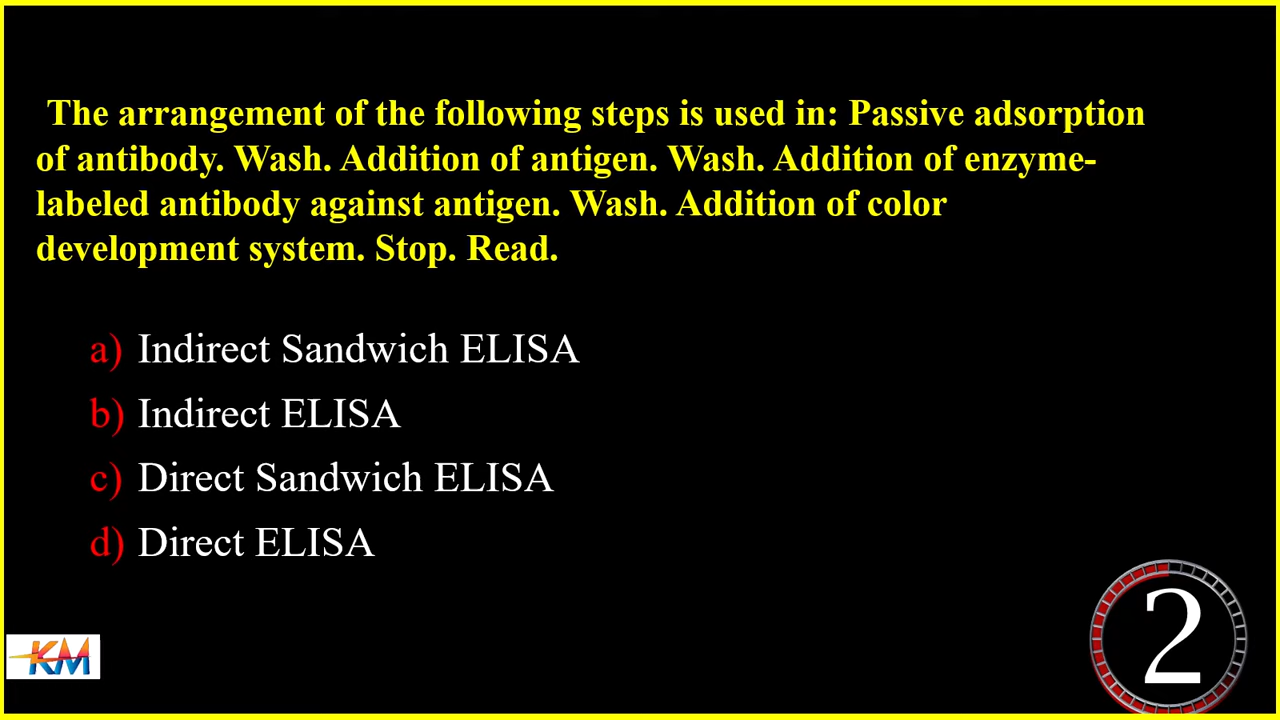 The arrangement of the following steps is used in: Passive adsorption
of antibody. Wash. Addition of antigen. Wash. Addition of enzyme-
labeled antibody against antigen. Wash. Addition of color
development system. Stop. Read.
a) Indirect Sandwich ELISA
b) Indirect ELISA
c) Direct Sandwich ELISA
d) Direct ELISA
KM
2